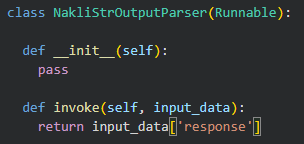 class NakliStrOutputParser(Runnable):
def __init__(self):
pass
def invoke(self, input_data):
return input_data['response']